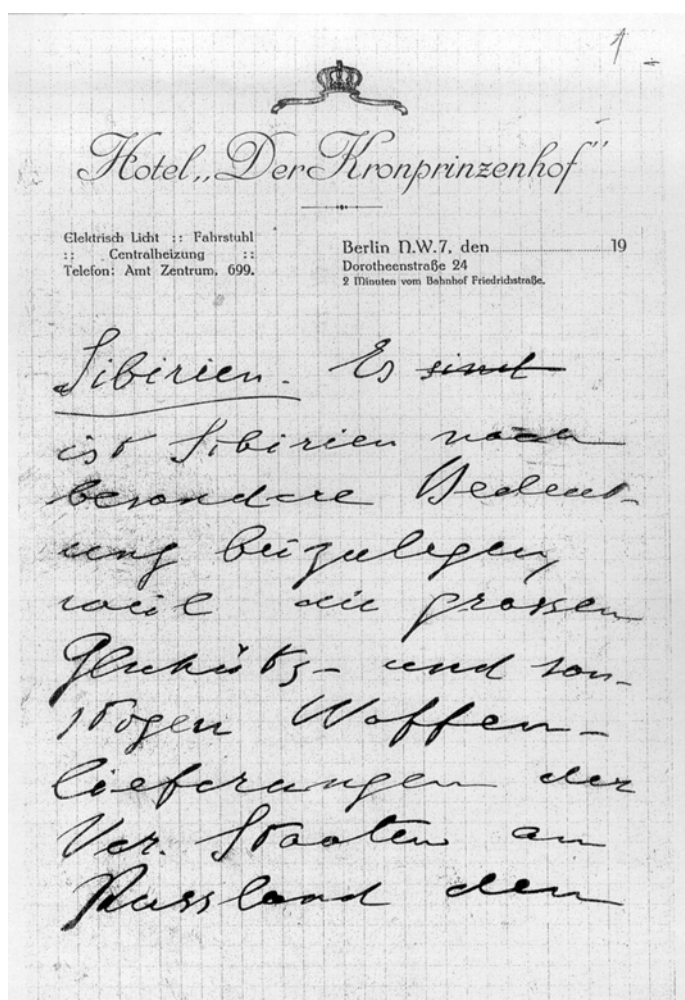 1
Hotel „Der Kronprinzenhof"
Elektrisch Licht :: Fahrstuhl
:: Centralheizung ::
Telefon: Amt Zentrum. 699.
Berlin N.W.7, den 19
Dorotheenstraße 24
2 Minuten vom Bahnhof Friedrichstraße.
Sibirien. Es sind
ist Sibirien noch
besondere Bedeut-
ung beizulegen,
weil die grossen
Geschütz- und son-
stigen Waffen-
lieferungen der
Ver. Staaten an
Russland den